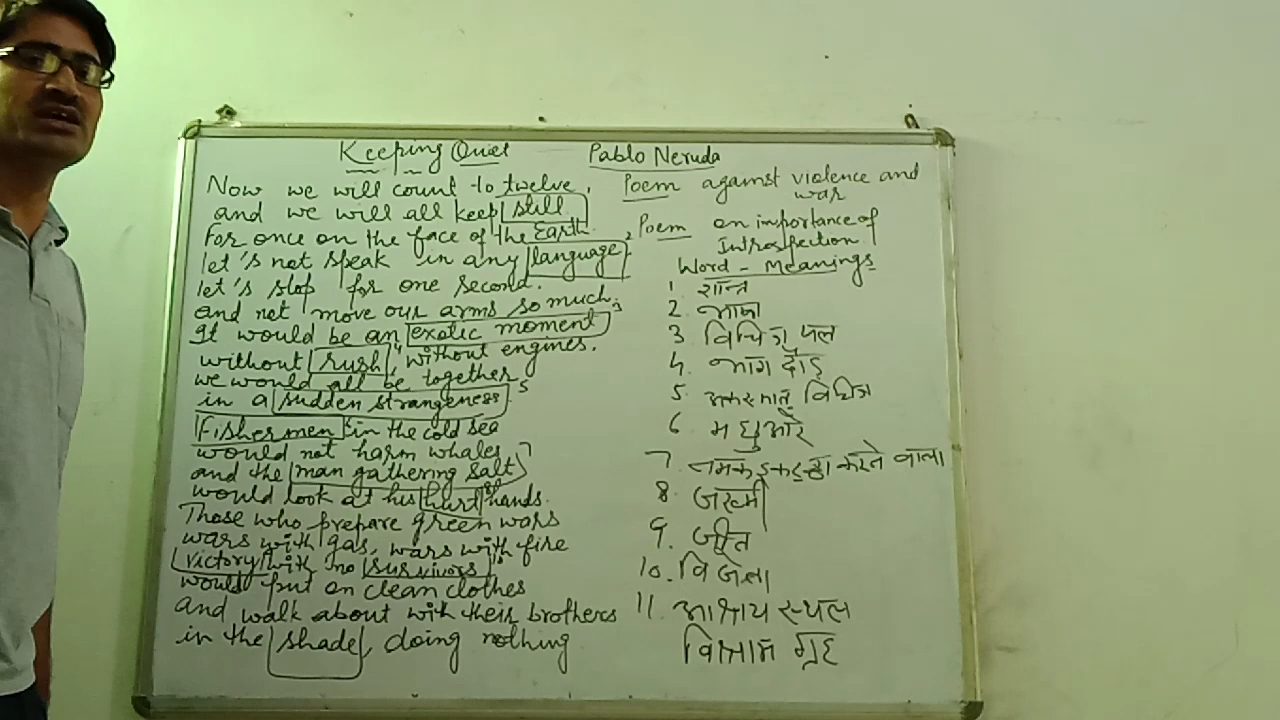 Keeping Quiet Pablo Neruda
Now we will count to twelve,
and we will all keep still
For once on the face of the Earth.
let's not speak in any language,
let's stop for one second.
and not move our arms so much.
It would be an exotic moment
without rush, without engines.
we would all be together
in a sudden strangeness.
Fishermen in the cold sea
would not harm whales
and the man gathering salt
would look at his hurt hands.
Those who prepare green wars
wars with gas, wars with fire
victory with no survivors
would put on clean clothes
and walk about with their brothers
in the shade, doing nothing
Poem against violence and
war
Poem on importance of
Introspection
Word - Meanings
1 शान्त
2. भाषा
3 विचित्र पल
4. भाग दौड़
5. अकस्मात् विचित्र
6. मछुआरे
7. नमक इकट्ठा करने वाला
8. जख्मी
9. जीत
10. विजेता
11. आश्रय स्थल
विश्राम गृह